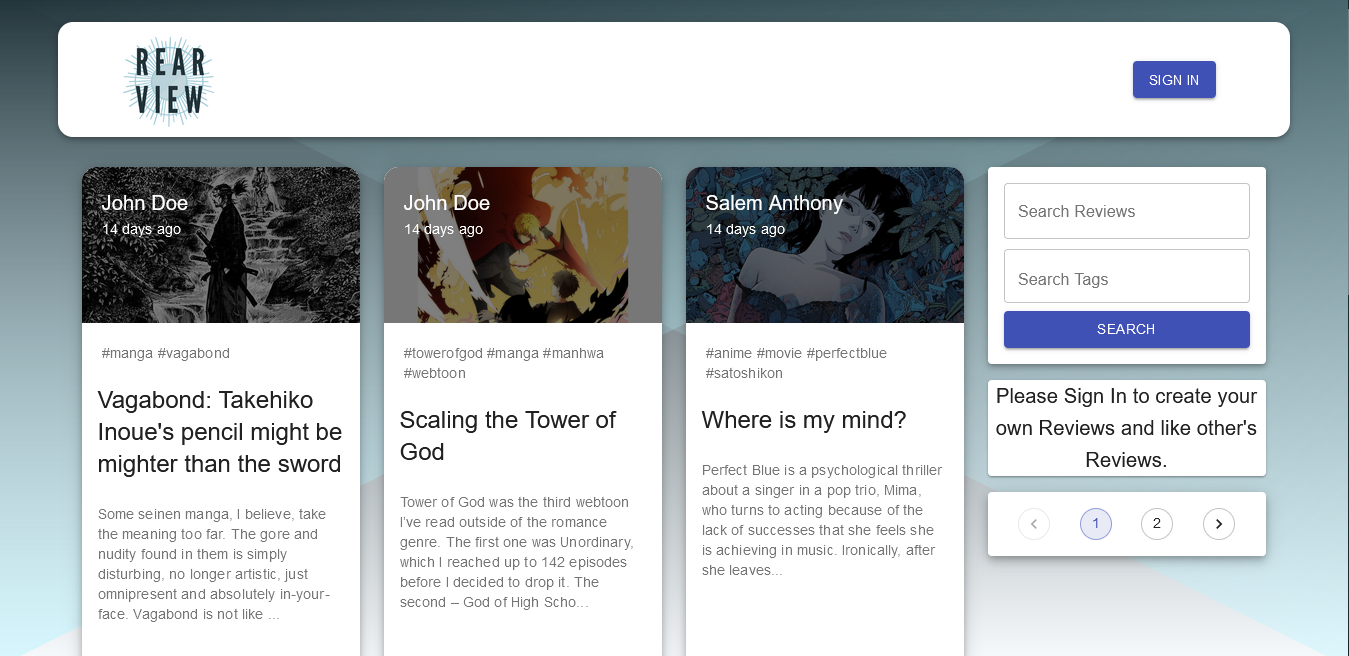 REAR
VIEW
SIGN IN
John Doe
14 days ago
#manga #vagabond
Vagabond: Takehiko
Inoue's pencil might be
mighter than the sword
Some seinen manga, I believe, take
the meaning too far. The gore and
nudity found in them is simply
disturbing, no longer artistic, just
omnipresent and absolutely in-your-
face. Vagabond is not like ...
John Doe
14 days ago
#towerofgod #manga #manhwa
#webtoon
Scaling the Tower of
God
Tower of God was the third webtoon
I've read outside of the romance
genre. The first one was Unordinary,
which I reached up to 142 episodes
before I decided to drop it. The
second – God of High Scho...
Salem Anthony
14 days ago
#anime #movie #perfectblue
#satoshikon
Where is my mind?
Perfect Blue is a psychological thriller
about a singer in a pop trio, Mima,
who turns to acting because of the
lack of successes that she feels she
is achieving in music. Ironically, after
she leaves...
Search Reviews
Search Tags
SEARCH
Please Sign In to create your
own Reviews and like other's
Reviews.
1 2